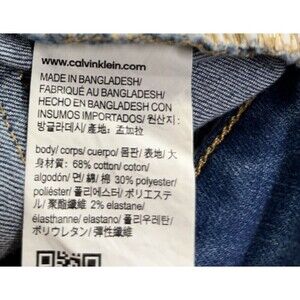 www.calvinklein.com
MADE IN BANGLADESH/
FABRIQUÉ AU BANGLADESH/
HECHO EN BANGLADESH CON
INSUMOS IMPORTADOS/ 원산지:
방글라데시/產地: 孟加拉
body/ corps/ cuerpo/ 몸판/ 表地/ 大
身材質: 68% cotton/ coton/
algodón/ 면/ 綿/ 棉 30% polyester/
poliéster/ 폴리에스터/ ポリエステ
ル/ 聚酯纖維 2% elastane/
élasthanne/ elastano/ 폴리우레탄/
ポリウレタン/ 彈性纖維